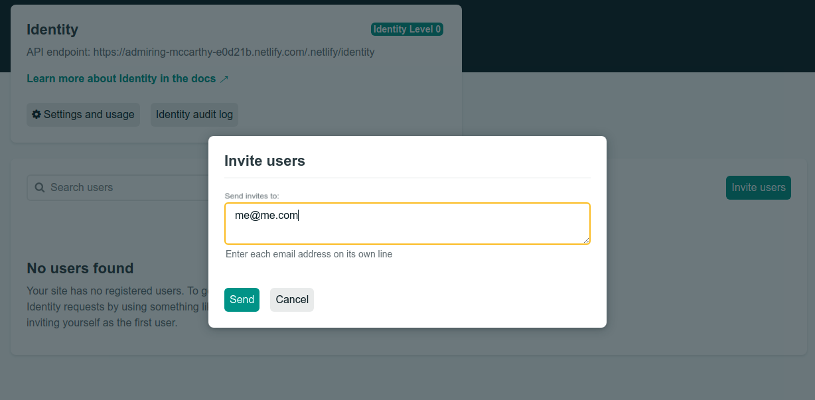 Identity
Identity Level 0
API endpoint: https://admiring-mccarthy-e0d21b.netlify.com/.netlify/identity
Learn more about Identity in the docs ↗
Settings and usage
Identity audit log
Search users
Invite users
Invite users
Send invites to:
me@me.com
Enter each email address on its own line
Send
Cancel
No users found
Your site has no registered users. To
Identity requests by using something
inviting yourself as the first user.